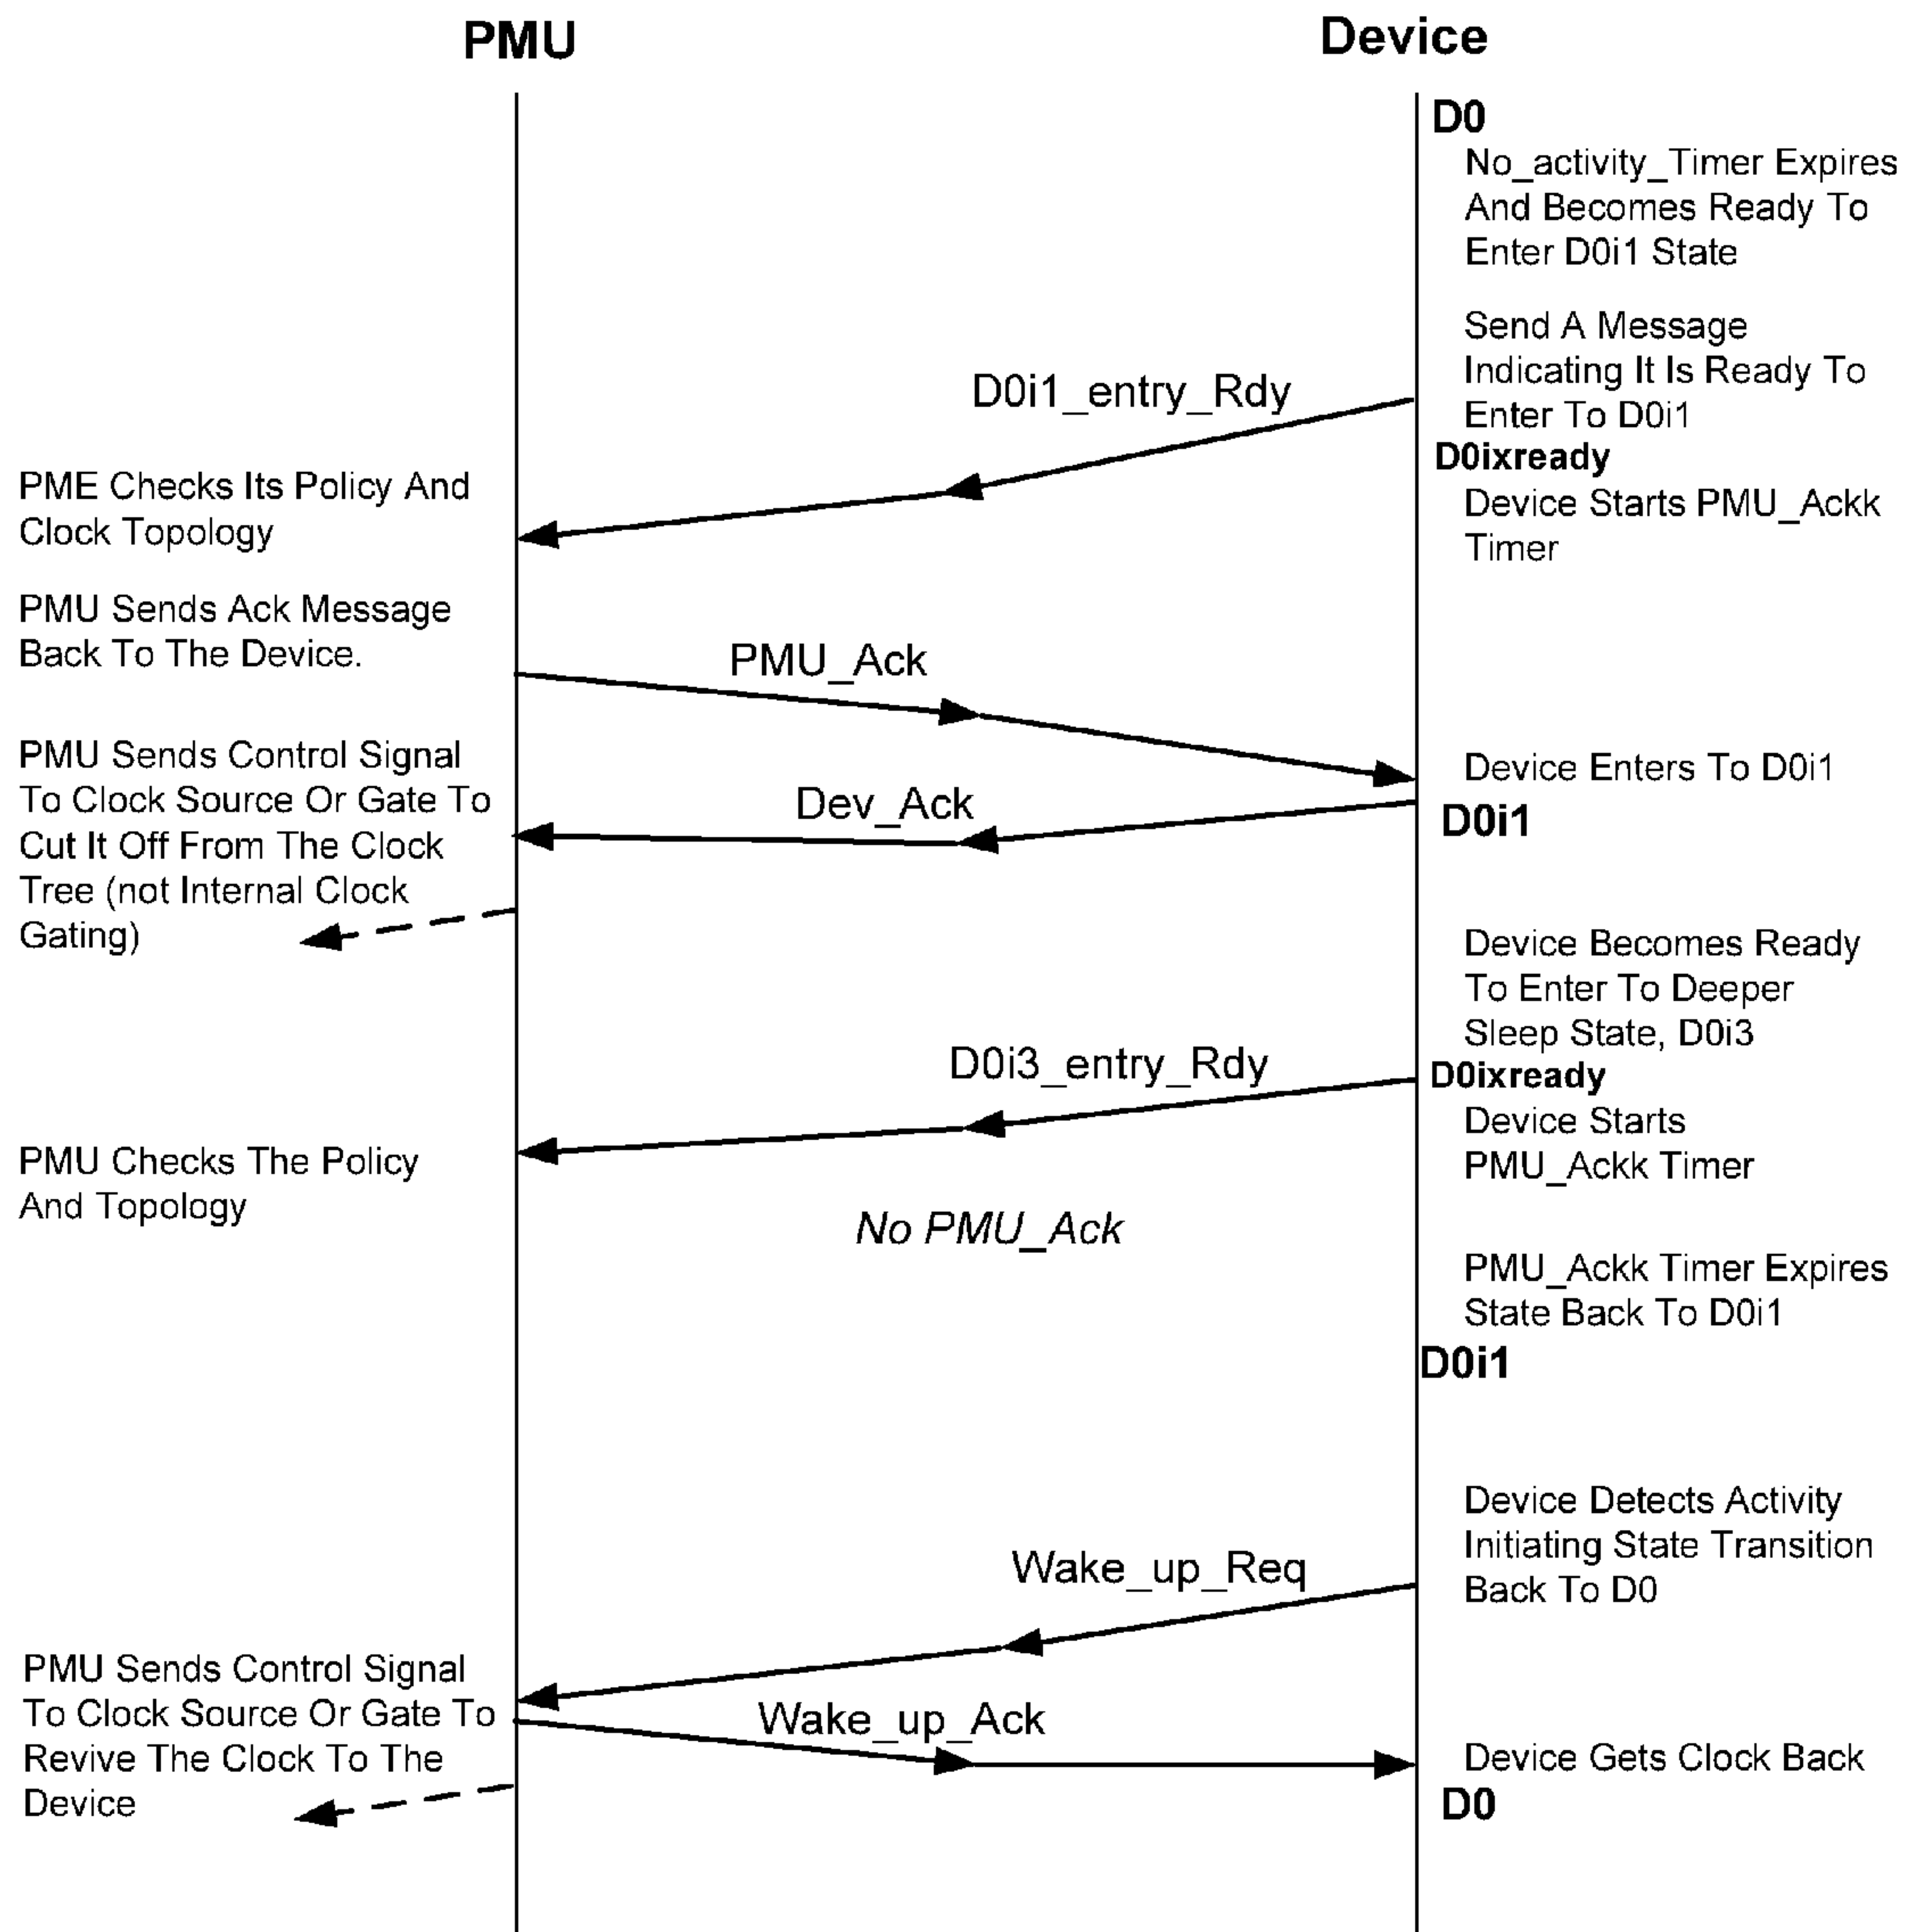 PMU
Device
D0
No_activity_Timer Expires
And Becomes Ready To
Enter D0i1 State
Send A Message
Indicating It Is Ready To
Enter To D0i1
D0i1_entry_Rdy
D0ixready
PME Checks Its Policy And
Clock Topology
Device Starts PMU_Ackk
Timer
PMU Sends Ack Message
Back To The Device.
PMU_Ack
PMU Sends Control Signal
To Clock Source Or Gate To
Cut It Off From The Clock
Tree (not Internal Clock
Gating)
Device Enters To D0i1
Dev_Ack
D0i1
Device Becomes Ready
To Enter To Deeper
Sleep State, D0i3
D0i3_entry_Rdy
D0ixready
Device Starts
PMU_Ackk Timer
PMU Checks The Policy
And Topology
No PMU_Ack
PMU_Ackk Timer Expires
State Back To D0i1
D0i1
Device Detects Activity
Initiating State Transition
Back To D0
Wake_up_Req
PMU Sends Control Signal
To Clock Source Or Gate To
Revive The Clock To The
Device
Wake_up_Ack
Device Gets Clock Back
D0